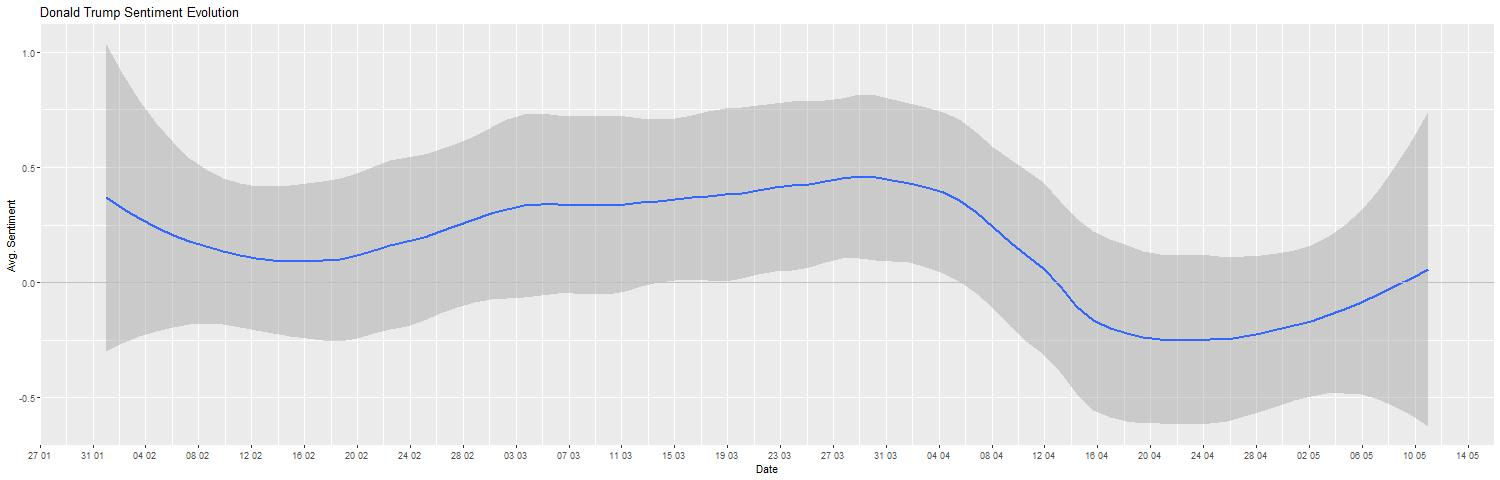 Donald Trump Sentiment Evolution
Avg. Sentiment
1.0
0.5
0.0
-0.5
27 01 31 01 04 02 08 02 12 02 16 02 20 02 24 02 28 02 03 03 07 03 11 03 15 03 19 03 23 03 27 03 31 03 04 04 08 04 12 04 16 04 20 04 24 04 28 04 02 05 06 05 10 05 14 05
Date